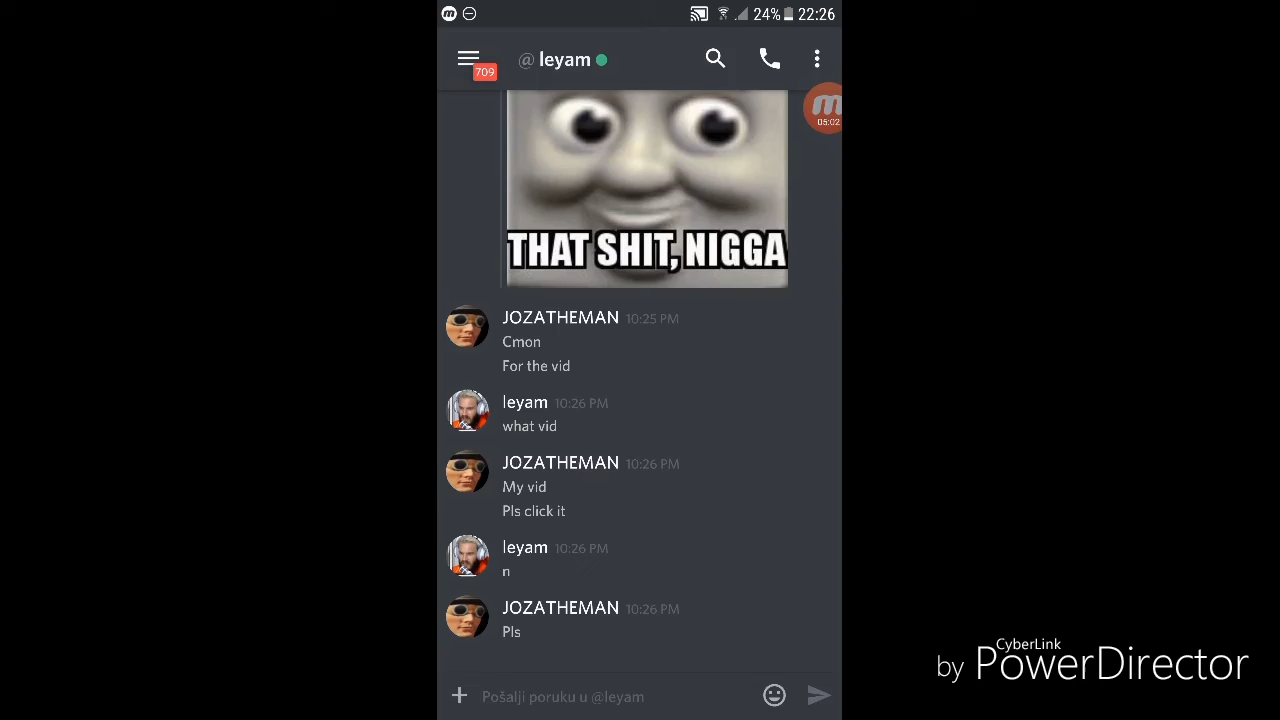 24% 22:26
709
@ leyam
05:02
THAT SHIT, NIGGA
JOZATHEMAN 10:25 PM
Cmon
For the vid
leyam 10:26 PM
what vid
JOZATHEMAN 10:26 PM
My vid
Pls click it
leyam 10:26 PM
n
JOZATHEMAN 10:26 PM
Pls
Pošalji poruku u @leyam
CyberLink
by PowerDirector